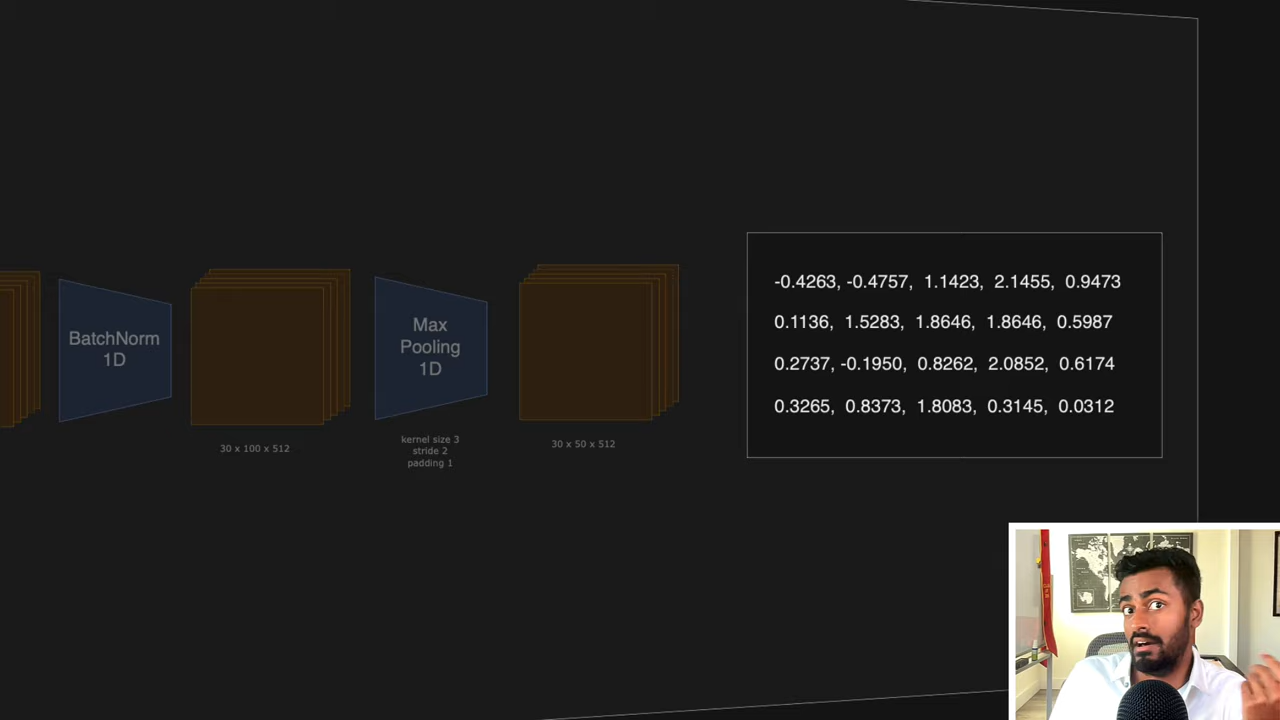 BatchNorm
1D
30 x 100 x 512
Max
Pooling
1D
kernel size 3
stride 2
padding 1
30 x 50 x 512
-0.4263, -0.4757, 1.1423, 2.1455, 0.9473
0.1136, 1.5283, 1.8646, 1.8646, 0.5987
0.2737, -0.1950, 0.8262, 2.0852, 0.6174
0.3265, 0.8373, 1.8083, 0.3145, 0.0312